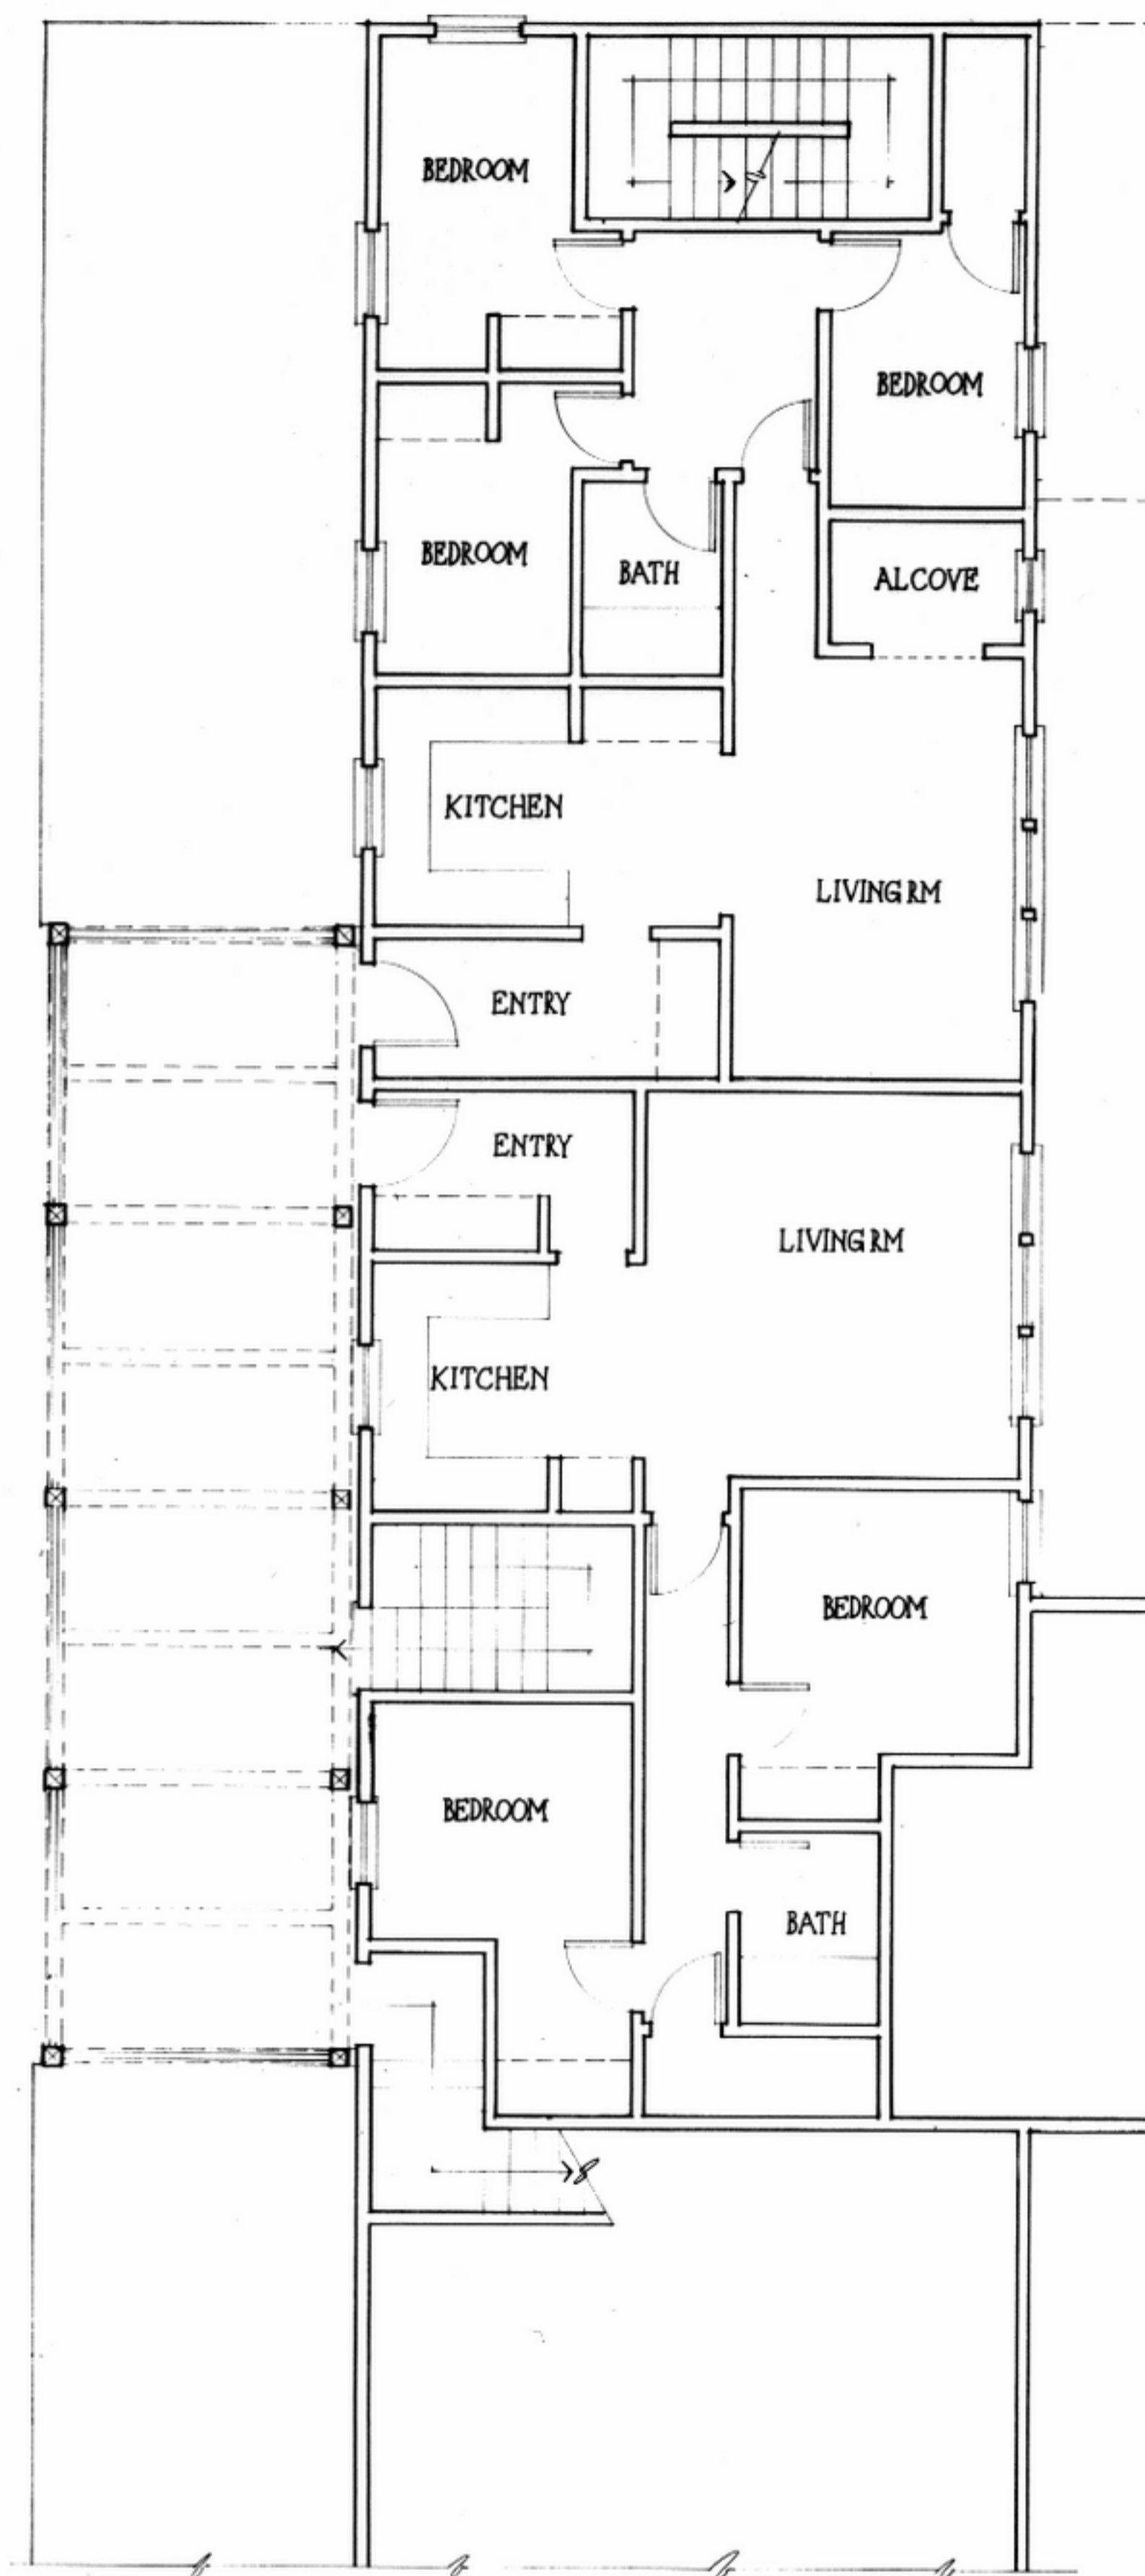 BEDROOM
BEDROOM
BEDROOM
BATH
ALCOVE
KITCHEN
LIVING RM
ENTRY
ENTRY
LIVING RM
KITCHEN
BEDROOM
BEDROOM
BATH